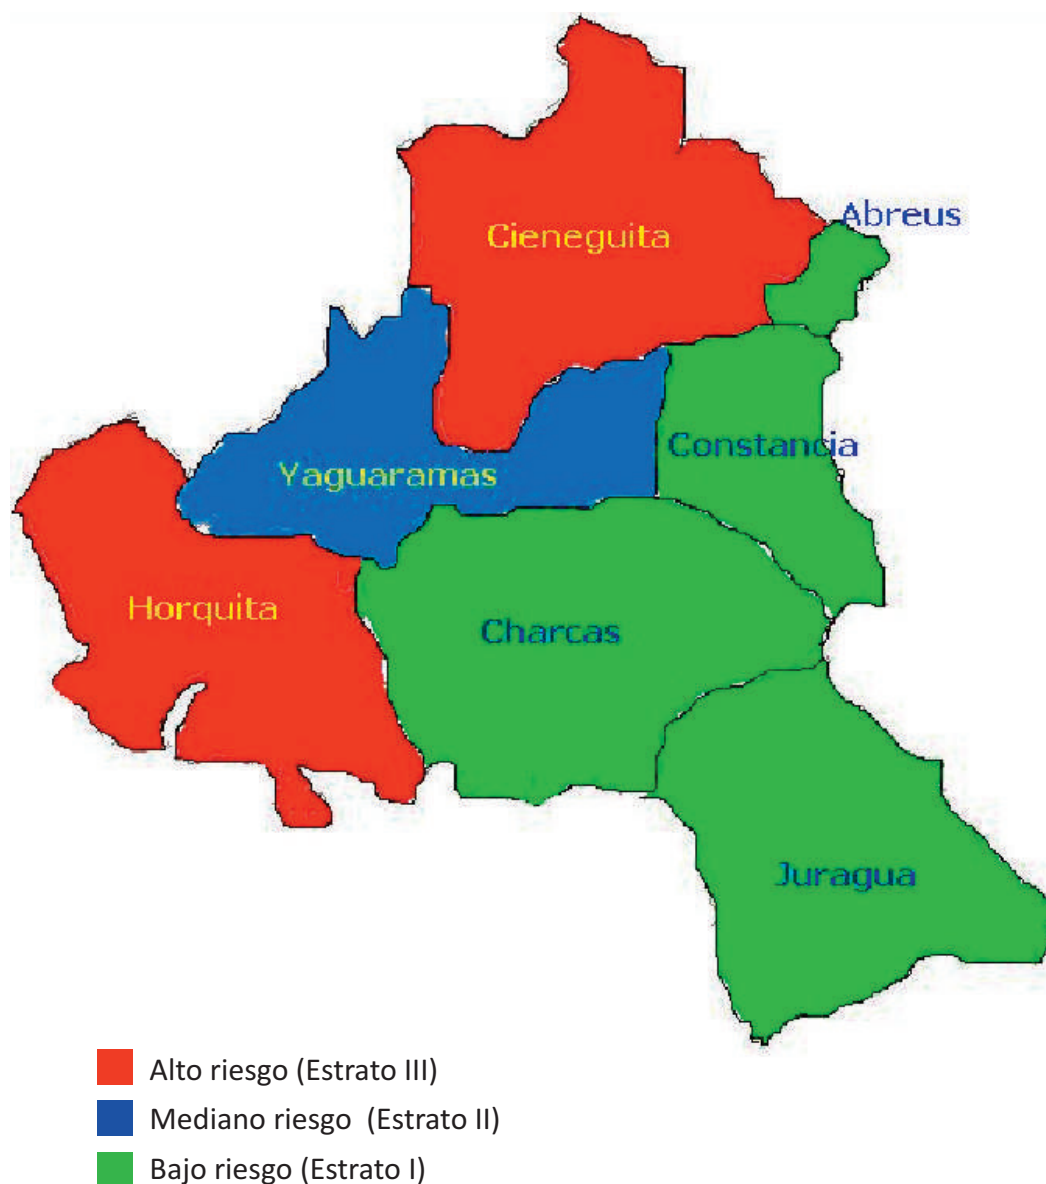 Abreus
Cieneguita
Constancia
Yaguaramas
Horquita
Charcas
Juragua
Alto riesgo (Estrato III)
Mediano riesgo (Estrato II)
Bajo riesgo (Estrato I)